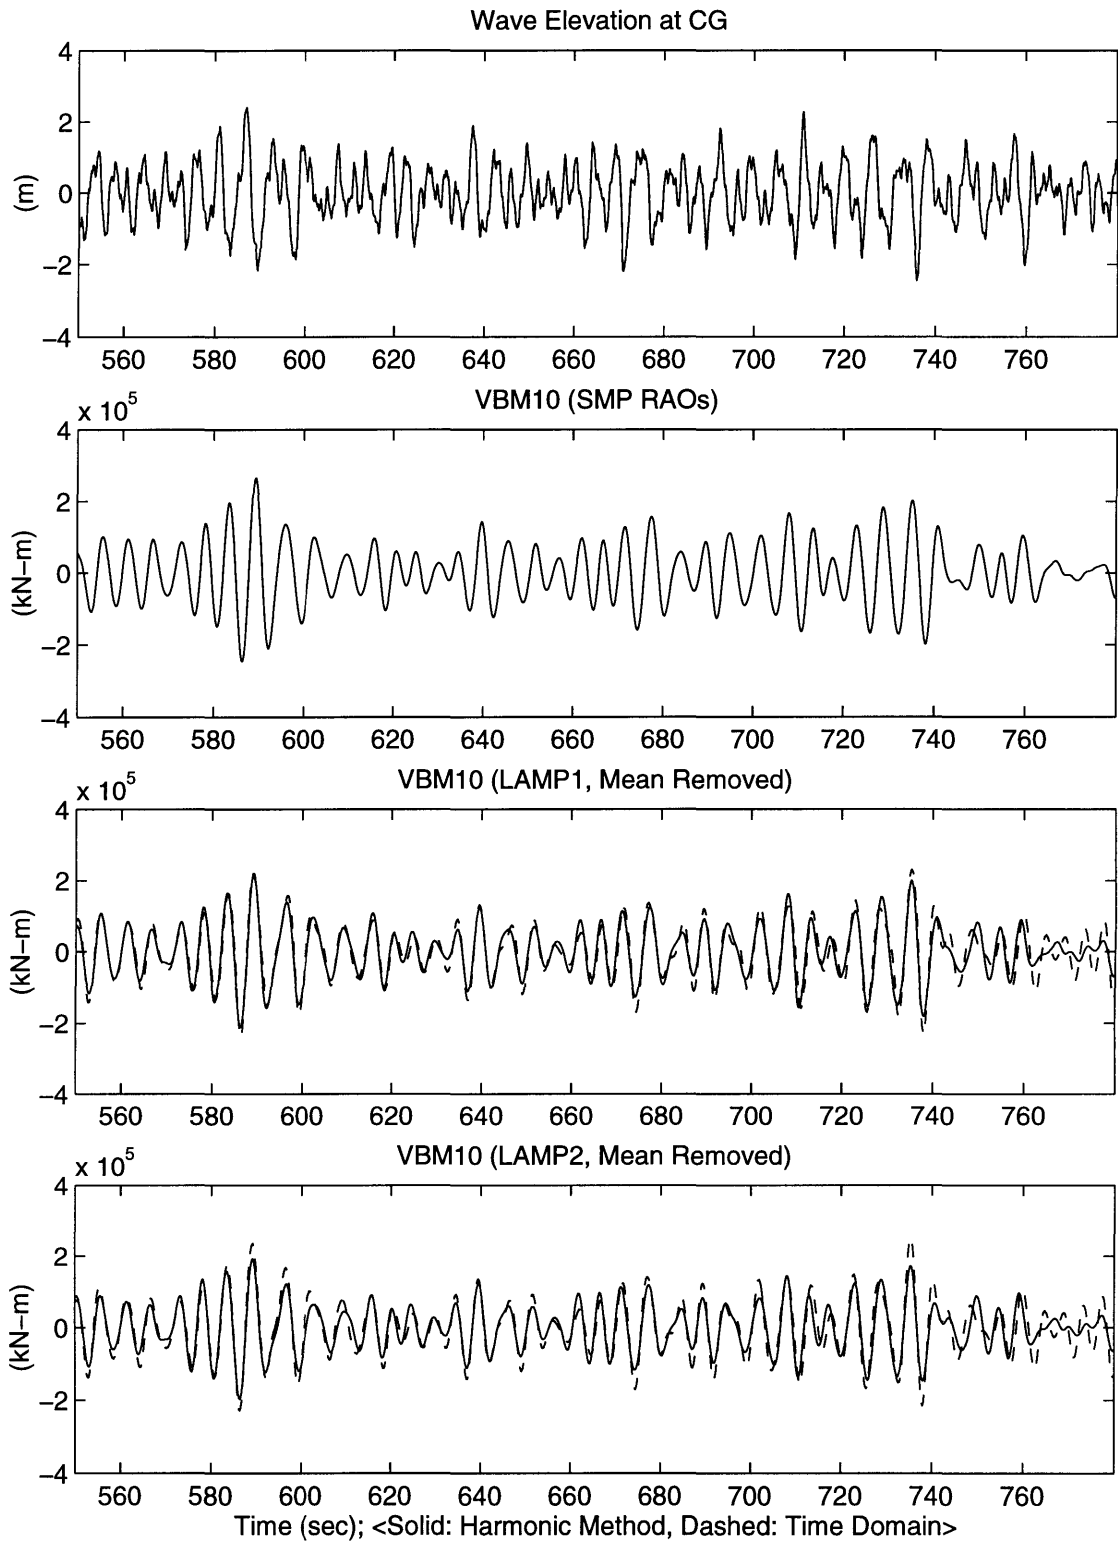 Wave Elevation at CG
4
2
0
−2
−4
(m)
560 580 600 620 640 660 680 700 720 740 760
x 10^5
VBM10 (SMP RAOs)
4
2
0
−2
−4
(kN−m)
560 580 600 620 640 660 680 700 720 740 760
x 10^5
VBM10 (LAMP1, Mean Removed)
4
2
0
−2
−4
(kN−m)
560 580 600 620 640 660 680 700 720 740 760
x 10^5
VBM10 (LAMP2, Mean Removed)
4
2
0
−2
−4
(kN−m)
560 580 600 620 640 660 680 700 720 740 760
Time (sec); <Solid: Harmonic Method, Dashed: Time Domain>